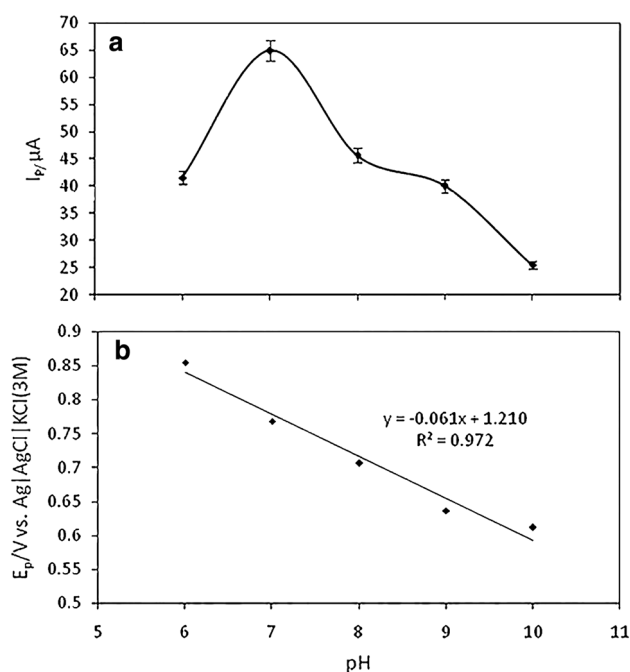 a
70
65
60
55
50
45
40
35
30
25
20
I_P/µA
b
0.9
0.85
0.8
0.75
0.7
0.65
0.6
0.55
0.5
E_p/V vs. Ag|AgCl|KCl(3M)
y = -0.061x + 1.210
R² = 0.972
5 6 7 8 9 10 11
pH